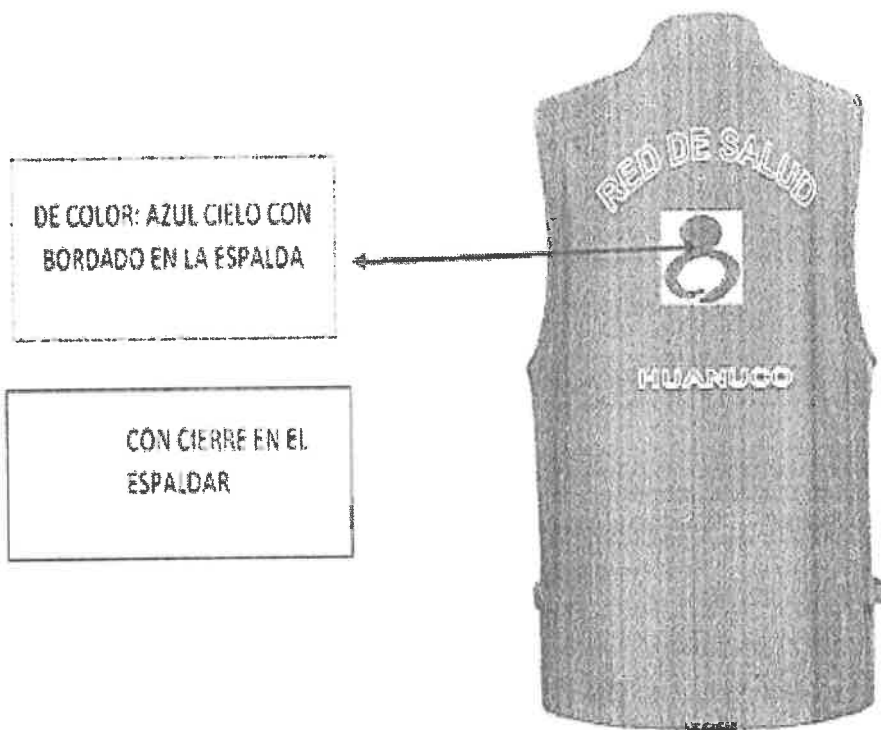 RED DE SALUD
DE COLOR: AZUL CIELO CON
BORDADO EN LA ESPALDA
HUANUCO
CON CIERRE EN EL
ESPALDAR